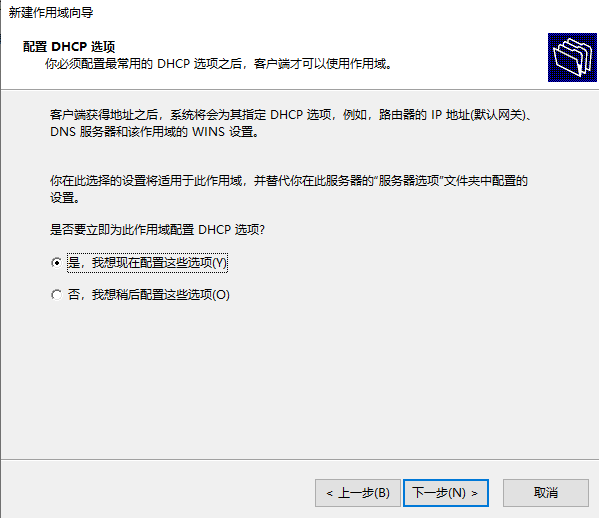 新建作用域向导
配置 DHCP 选项
你必须配置最常用的 DHCP 选项之后，客户端才可以使用作用域。
客户端获得地址之后，系统将会为其指定 DHCP 选项，例如，路由器的 IP 地址(默认网关)、
DNS 服务器和该作用域的 WINS 设置。
你在此选择的设置将适用于此作用域，并替代你在此服务器的“服务器选项”文件夹中配置的
设置。
是否要立即为此作用域配置 DHCP 选项?
是，我想现在配置这些选项(Y)
否，我想稍后配置这些选项(O)
< 上一步(B)
下一步(N) >
取消